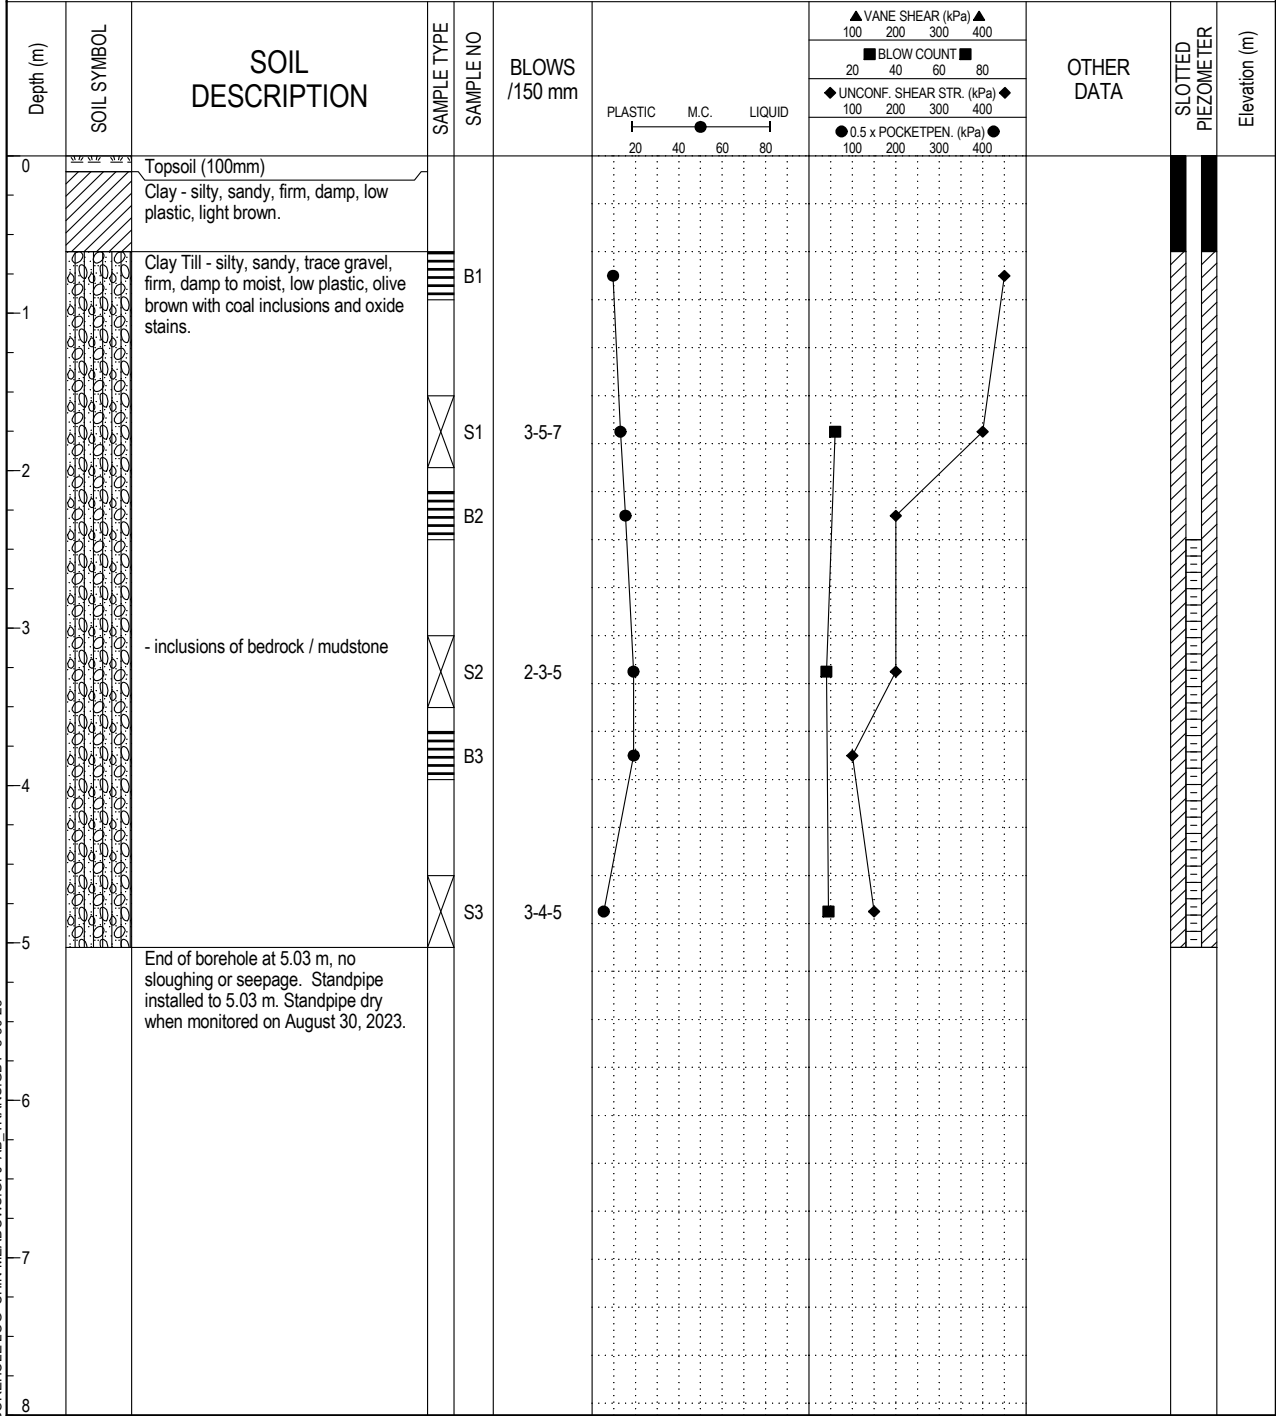 Depth (m)
SOIL SYMBOL
SOIL
DESCRIPTION
SAMPLE TYPE
SAMPLE NO
BLOWS
/150 mm
PLASTIC M.C. LIQUID
20 40 60 80
▲ VANE SHEAR (kPa) ▲
100 200 300 400
■ BLOW COUNT ■
20 40 60 80
◆ UNCONF. SHEAR STR. (kPa) ◆
100 200 300 400
● 0.5 x POCKETPEN. (kPa) ●
100 200 300 400
OTHER
DATA
SLOTTED
PIEZOMETER
Elevation (m)
0
Topsoil (100mm)
Clay - silty, sandy, firm, damp, low
plastic, light brown.
Clay Till - silty, sandy, trace gravel,
firm, damp to moist, low plastic, olive
brown with coal inclusions and oxide
stains.
B1
1
S1 3-5-7
2
B2
3
- inclusions of bedrock / mudstone
S2 2-3-5
B3
4
S3 3-4-5
5
End of borehole at 5.03 m, no
sloughing or seepage. Standpipe
installed to 5.03 m. Standpipe dry
when monitored on August 30, 2023.
6
7
8